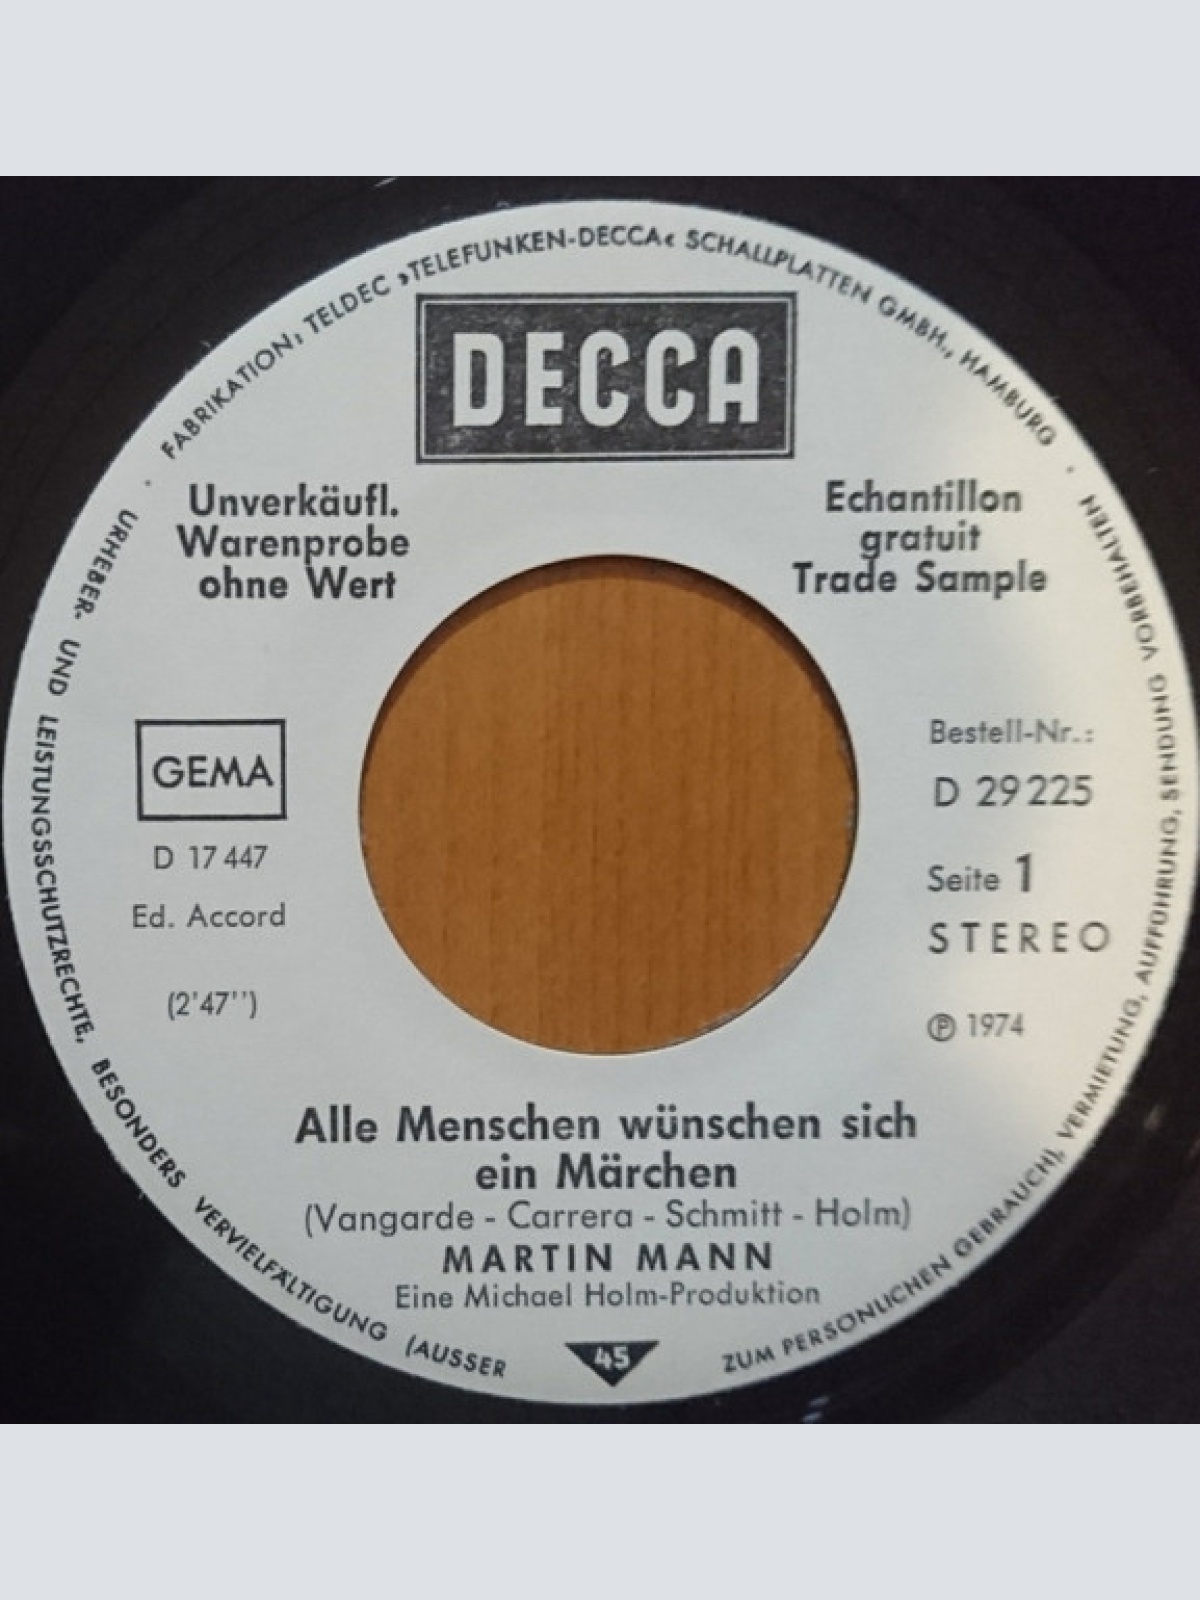 FABRIKATION: TELDEC »TELEFUNKEN-DECCA« SCHALLPLATTEN GMBH., HAMBURG ·
DECCA
Unverkäufl.
Warenprobe
ohne Wert
Echantillon
gratuit
Trade Sample
GEMA
D 17 447
Ed. Accord
(2'47'')
Bestell-Nr.:
D 29 225
Seite 1
STEREO
℗ 1974
Alle Menschen wünschen sich
ein Märchen
(Vangarde - Carrera - Schmitt - Holm)
MARTIN MANN
Eine Michael Holm-Produktion
45
· URHEBER- UND LEISTUNGSSCHUTZRECHTE, BESONDERS VERVIELFÄLTIGUNG (AUSSER ZUM PERSÖNLICHEN GEBRAUCH), VERMIETUNG, AUFFÜHRUNG, SENDUNG VORBEHALTEN